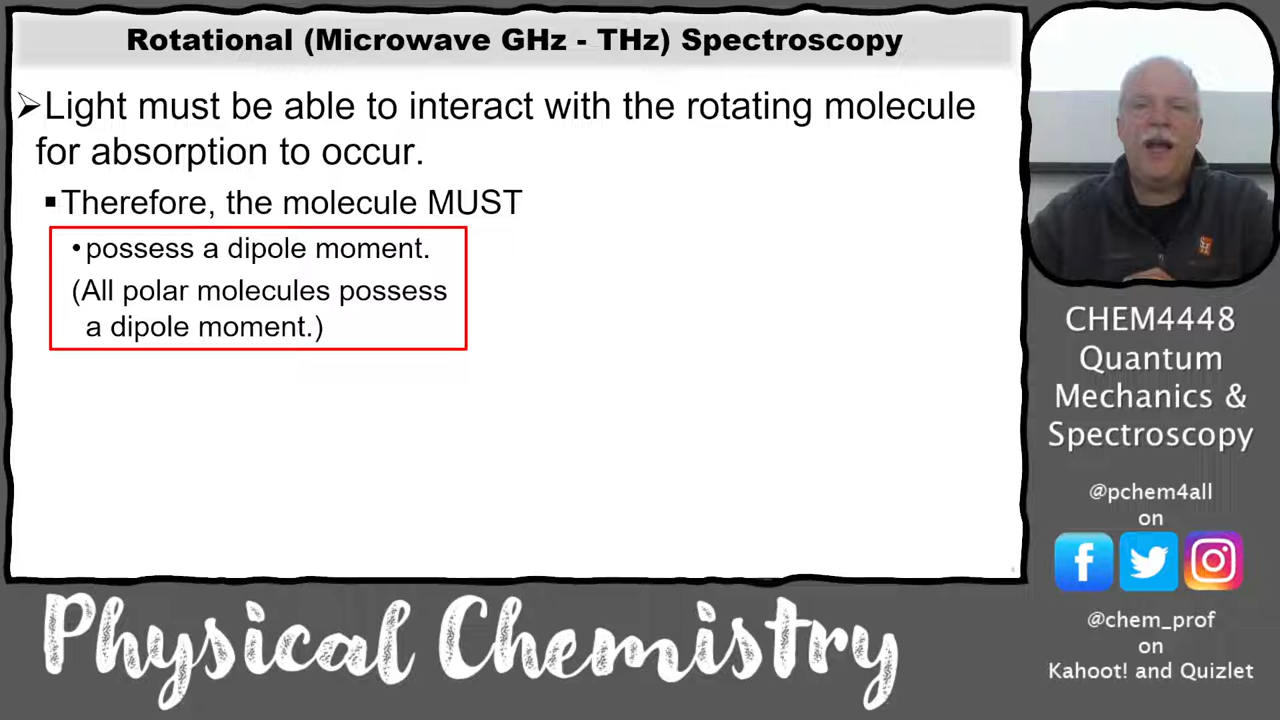 Rotational (Microwave GHz - THz) Spectroscopy
➢Light must be able to interact with the rotating molecule
for absorption to occur.
▪Therefore, the molecule MUST
•possess a dipole moment.
(All polar molecules possess
a dipole moment.)
CHEM4448
Quantum
Mechanics &
Spectroscopy
@pchem4all
on
@chem_prof
on
Kahoot! and Quizlet
Physical Chemistry